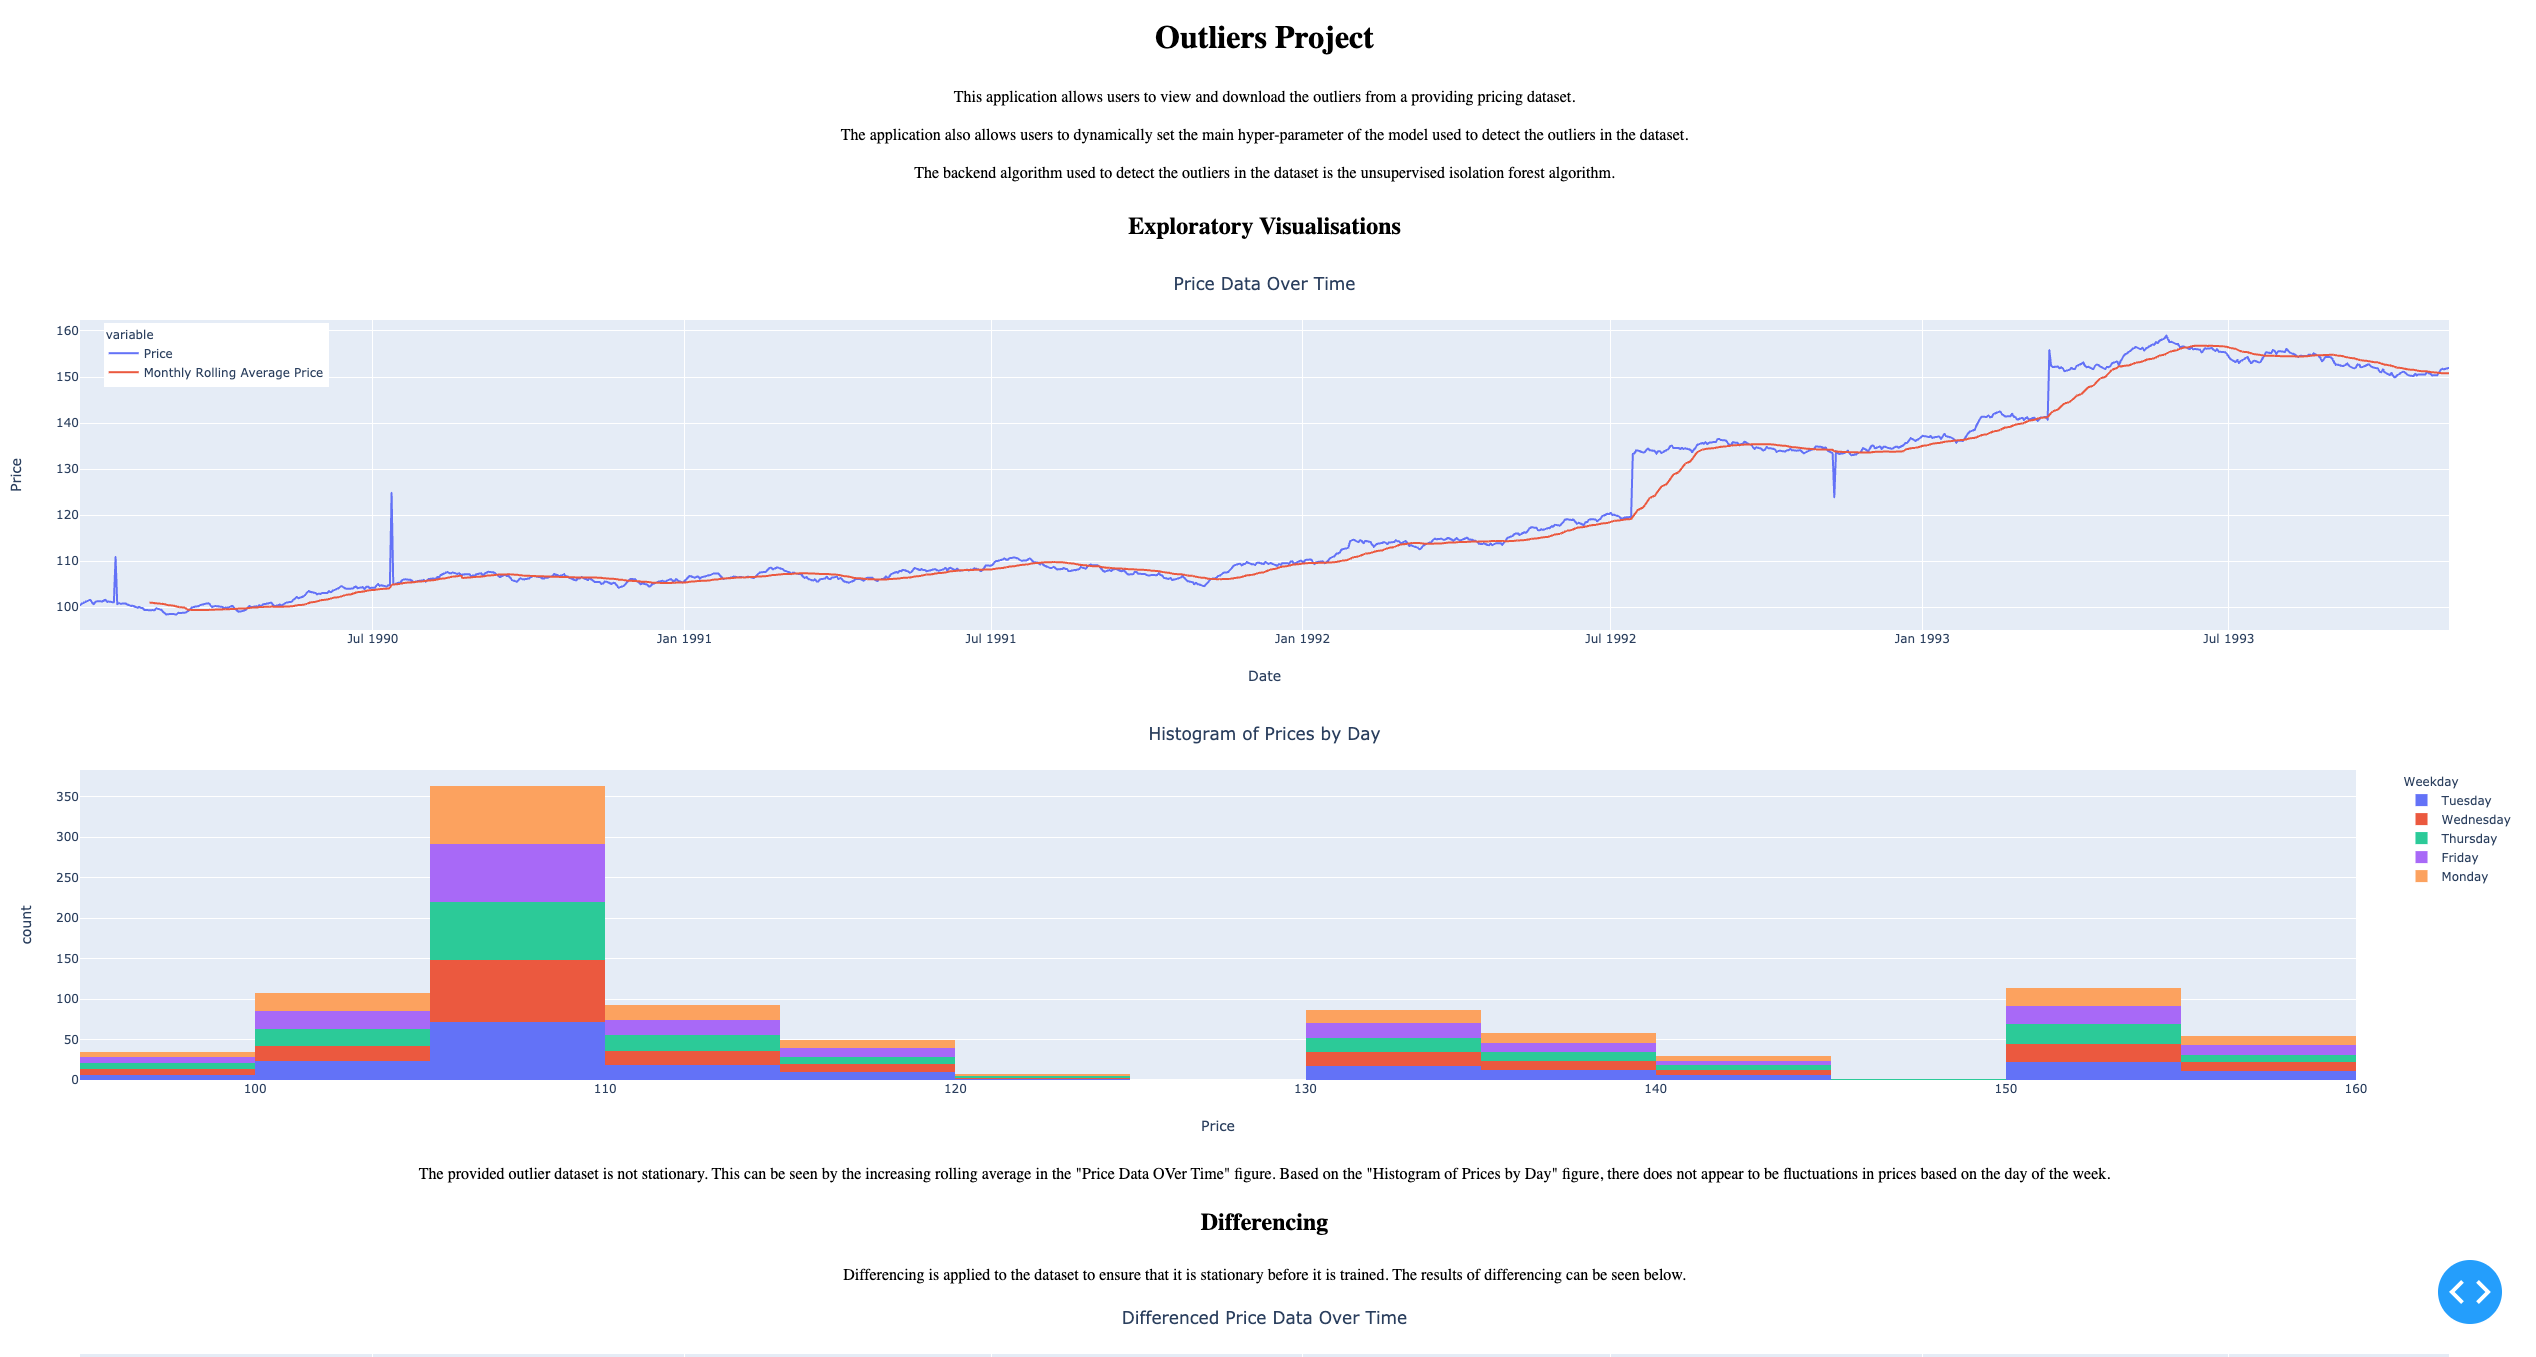 Outliers Project
This application allows users to view and download the outliers from a providing pricing dataset.
The application also allows users to dynamically set the main hyper-parameter of the model used to detect the outliers in the dataset.
The backend algorithm used to detect the outliers in the dataset is the unsupervised isolation forest algorithm.
Exploratory Visualisations
Price Data Over Time
variable
Price
Monthly Rolling Average Price
160
150
140
130
120
110
100
Price
Jul 1990
Jan 1991
Jul 1991
Jan 1992
Jul 1992
Jan 1993
Jul 1993
Date
Histogram of Prices by Day
350
300
250
200
150
100
50
0
count
Weekday
Tuesday
Wednesday
Thursday
Friday
Monday
100
110
120
130
140
150
160
Price
The provided outlier dataset is not stationary. This can be seen by the increasing rolling average in the "Price Data OVer Time" figure. Based on the "Histogram of Prices by Day" figure, there does not appear to be fluctuations in prices based on the day of the week.
Differencing
Differencing is applied to the dataset to ensure that it is stationary before it is trained. The results of differencing can be seen below.
Differenced Price Data Over Time